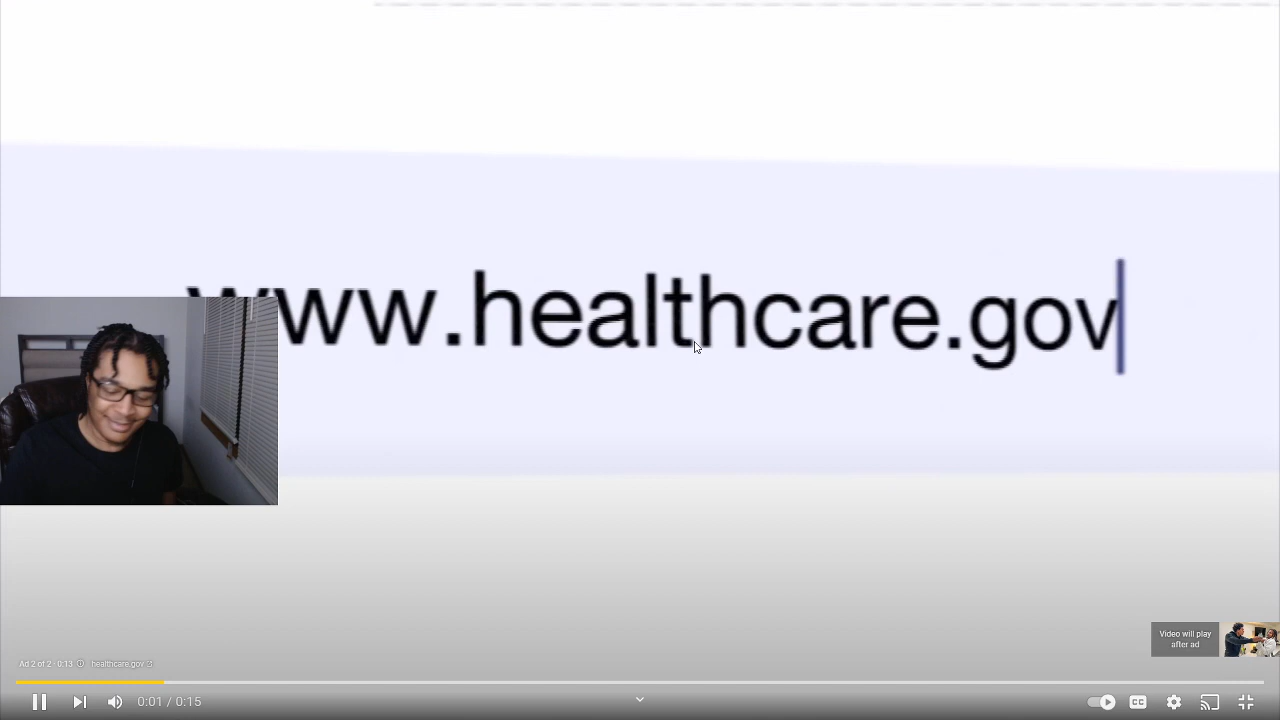 www.healthcare.gov
Video will play
after ad
Ad 2 of 2 · 0:13
healthcare.gov
0:01 / 0:15
CC